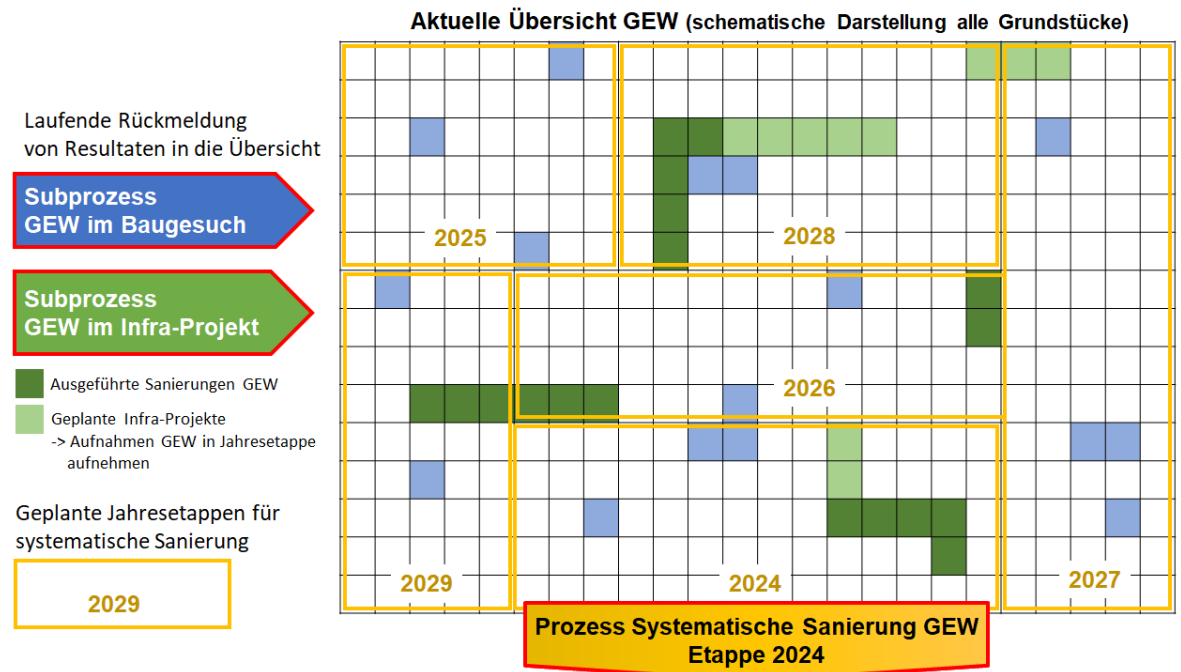 Aktuelle Übersicht GEW (schematische Darstellung alle Grundstücke)
Laufende Rückmeldung
von Resultaten in die Übersicht
Subprozess
GEW im Baugesuch
Subprozess
GEW im Infra-Projekt
Ausgeführte Sanierungen GEW
Geplante Infra-Projekte
-> Aufnahmen GEW in Jahresetappe
aufnehmen
Geplante Jahresetappen für
systematische Sanierung
2029
2025
2028
2026
2029
2024
2027
Prozess Systematische Sanierung GEW
Etappe 2024